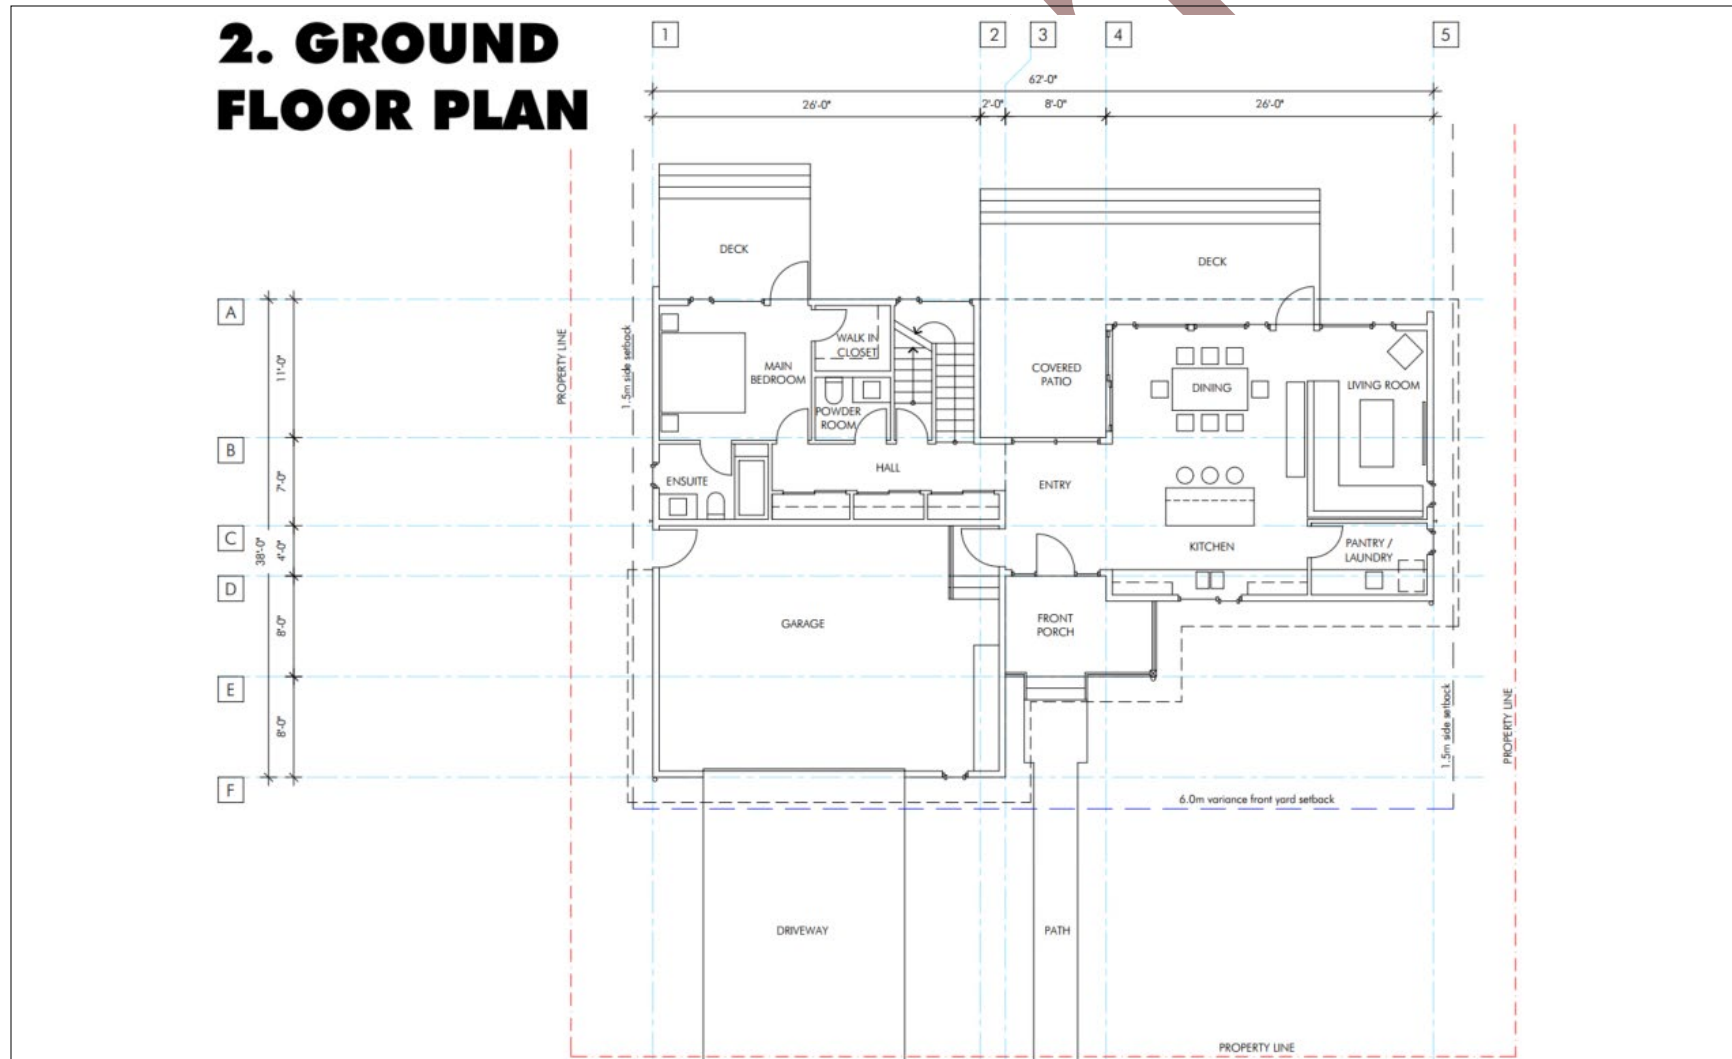 2. GROUND
FLOOR PLAN
1
2
3
4
5
62'-0"
26'-0"
2'-0"
8'-0"
26'-0"
DECK
DECK
A
B
C
D
E
F
11'-0"
7'-0"
4'-0"
8'-0"
8'-0"
38'-0"
PROPERTY LINE
1.5m side setback
MAIN
BEDROOM
WALK IN
CLOSET
POWDER
ROOM
COVERED
PATIO
DINING
LIVING ROOM
ENSUITE
HALL
ENTRY
KITCHEN
PANTRY /
LAUNDRY
GARAGE
FRONT
PORCH
1.5m side setback
PROPERTY LINE
6.0m variance front yard setback
DRIVEWAY
PATH
PROPERTY LINE